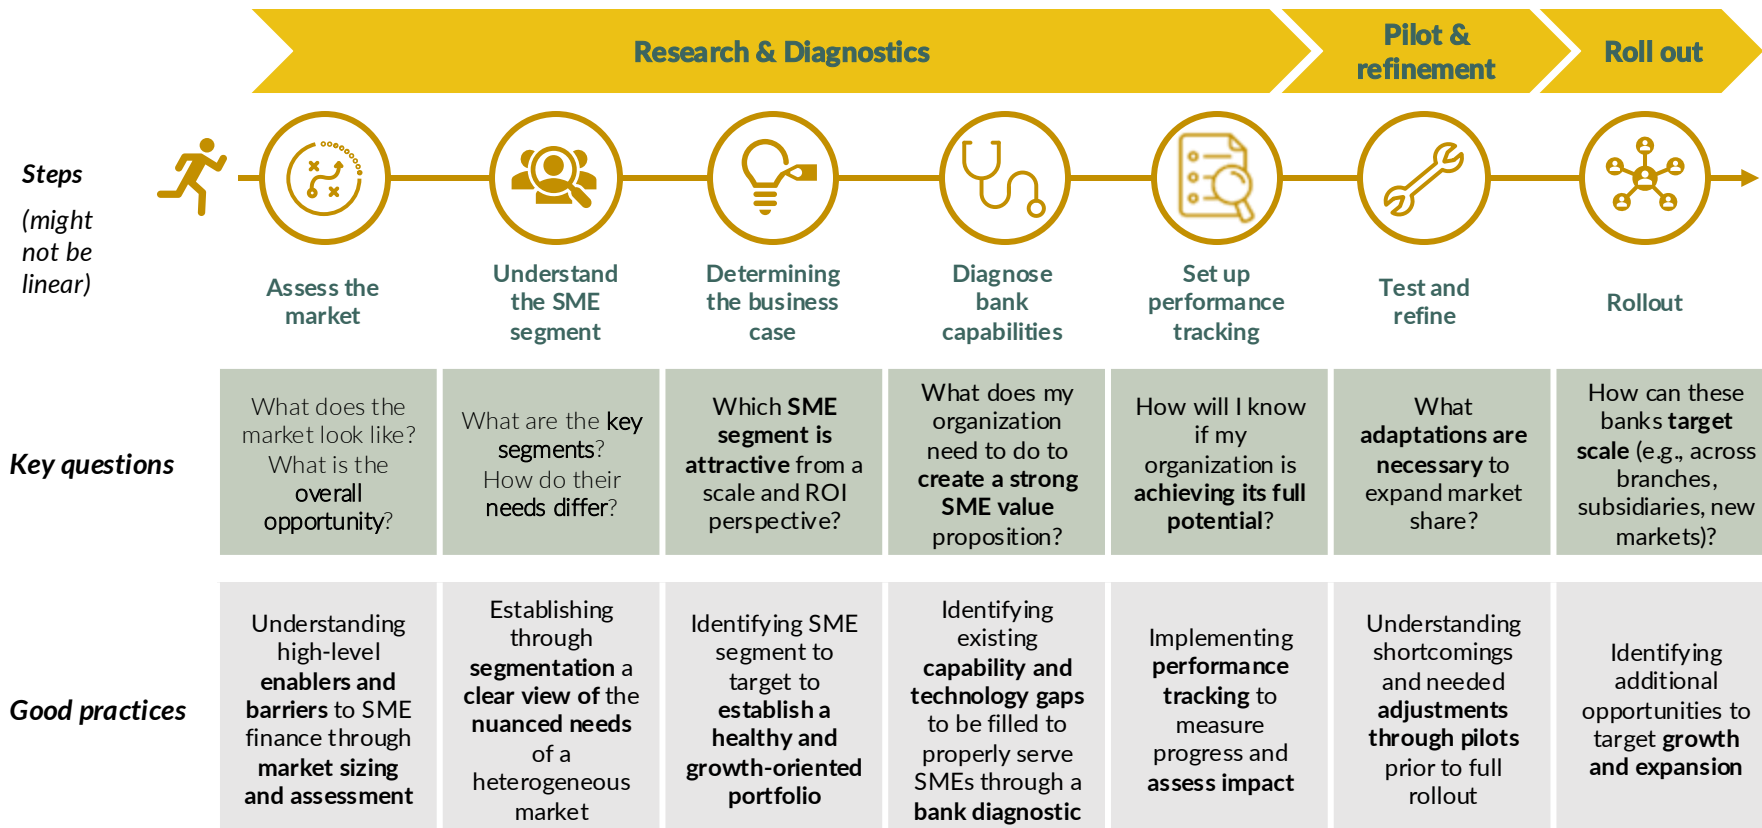 Research & Diagnostics
Pilot &
refinement
Roll out
Steps
(might
not be
linear)
Assess the
market
Understand
the SME
segment
Determining
the business
case
Diagnose
bank
capabilities
Set up
performance
tracking
Test and
refine
Rollout
Key questions
What does the
market look like?
What is the
overall
opportunity?
What are the key
segments?
How do their
needs differ?
Which SME
segment is
attractive from a
scale and ROI
perspective?
What does my
organization
need to do to
create a strong
SME value
proposition?
How will I know
if my
organization is
achieving its full
potential?
What
adaptations are
necessary to
expand market
share?
How can these
banks target
scale (e.g., across
branches,
subsidiaries, new
markets)?
Good practices
Understanding
high-level
enablers and
barriers to SME
finance through
market sizing
and assessment
Establishing
through
segmentation a
clear view of the
nuanced needs
of a
heterogeneous
market
Identifying SME
segment to
target to
establish a
healthy and
growth-oriented
portfolio
Identifying
existing
capability and
technology gaps
to be filled to
properly serve
SMEs through a
bank diagnostic
Implementing
performance
tracking to
measure
progress and
assess impact
Understanding
shortcomings
and needed
adjustments
through pilots
prior to full
rollout
Identifying
additional
opportunities to
target growth
and expansion